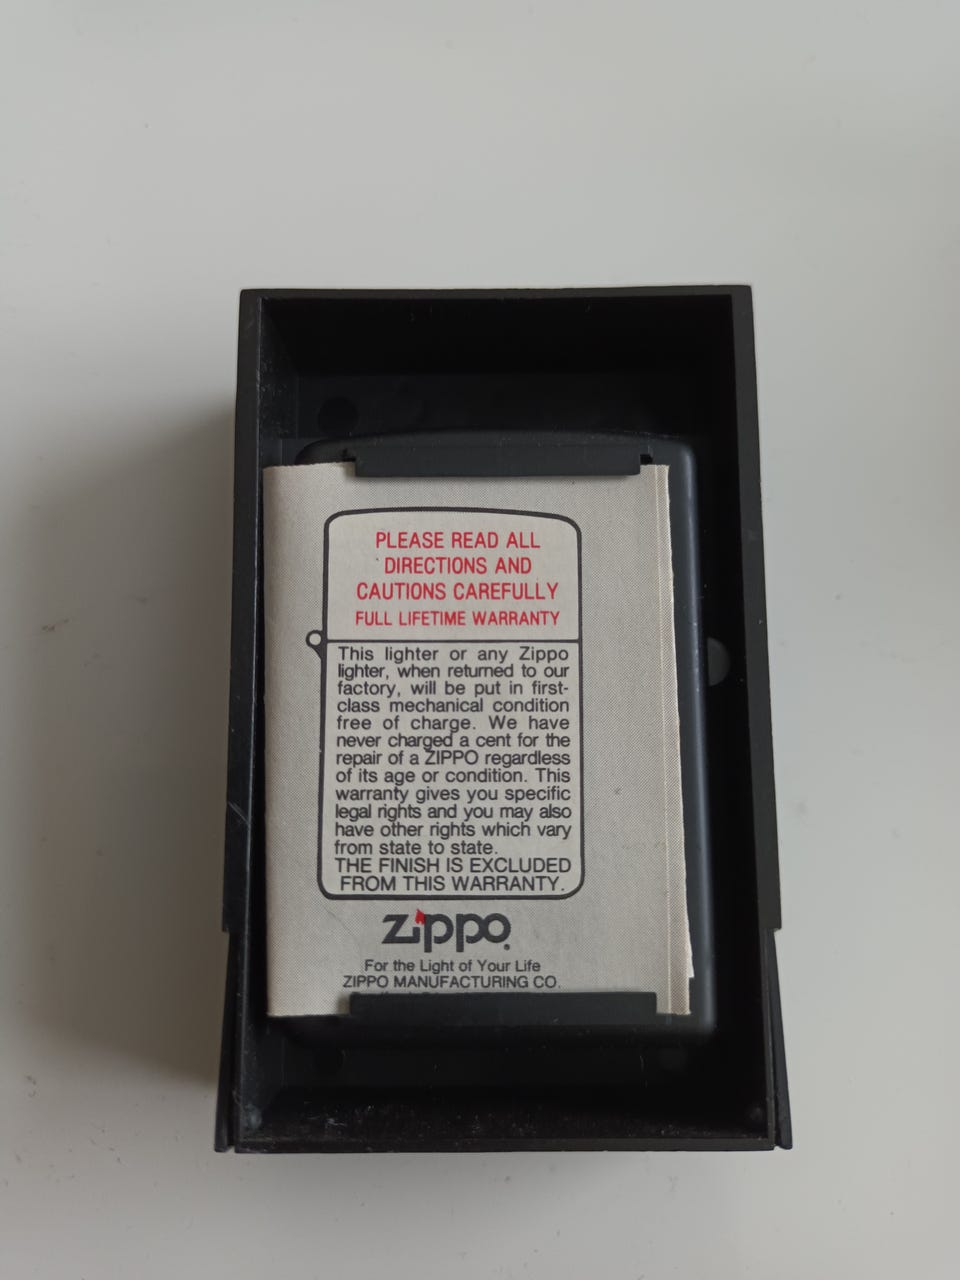 PLEASE READ ALL
DIRECTIONS AND
CAUTIONS CAREFULLY
FULL LIFETIME WARRANTY
This lighter or any Zippo
lighter, when returned to our
factory, will be put in first-
class mechanical condition
free of charge. We have
never charged a cent for the
repair of a ZIPPO regardless
of its age or condition. This
warranty gives you specific
legal rights and you may also
have other rights which vary
from state to state.
THE FINISH IS EXCLUDED
FROM THIS WARRANTY.
zippo
For the Light of Your Life
ZIPPO MANUFACTURING CO.